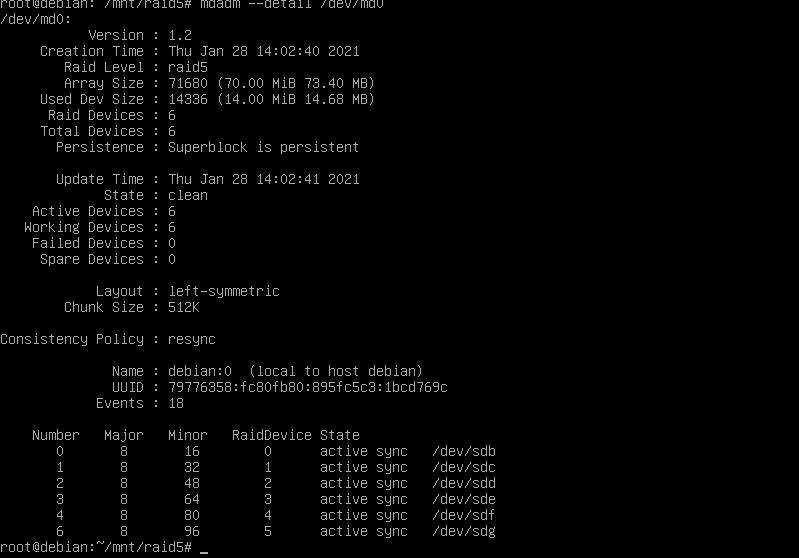 root@debian: /mnt/raid5# mdadm --detail /dev/md0
/dev/md0:
Version : 1.2
Creation Time : Thu Jan 28 14:02:40 2021
Raid Level : raid5
Array Size : 71680 (70.00 MiB 73.40 MB)
Used Dev Size : 14336 (14.00 MiB 14.68 MB)
Raid Devices : 6
Total Devices : 6
Persistence : Superblock is persistent
Update Time : Thu Jan 28 14:02:41 2021
State : clean
Active Devices : 6
Working Devices : 6
Failed Devices : 0
Spare Devices : 0
Layout : left-symmetric
Chunk Size : 512K
Consistency Policy : resync
Name : debian:0 (local to host debian)
UUID : 79776358:fc80fb80:895fc5c3:1bcd769c
Events : 18
Number Major Minor RaidDevice State
0 8 16 0 active sync /dev/sdb
1 8 32 1 active sync /dev/sdc
2 8 48 2 active sync /dev/sdd
3 8 64 3 active sync /dev/sde
4 8 80 4 active sync /dev/sdf
6 8 96 5 active sync /dev/sdg
root@debian:~/mnt/raid5# _